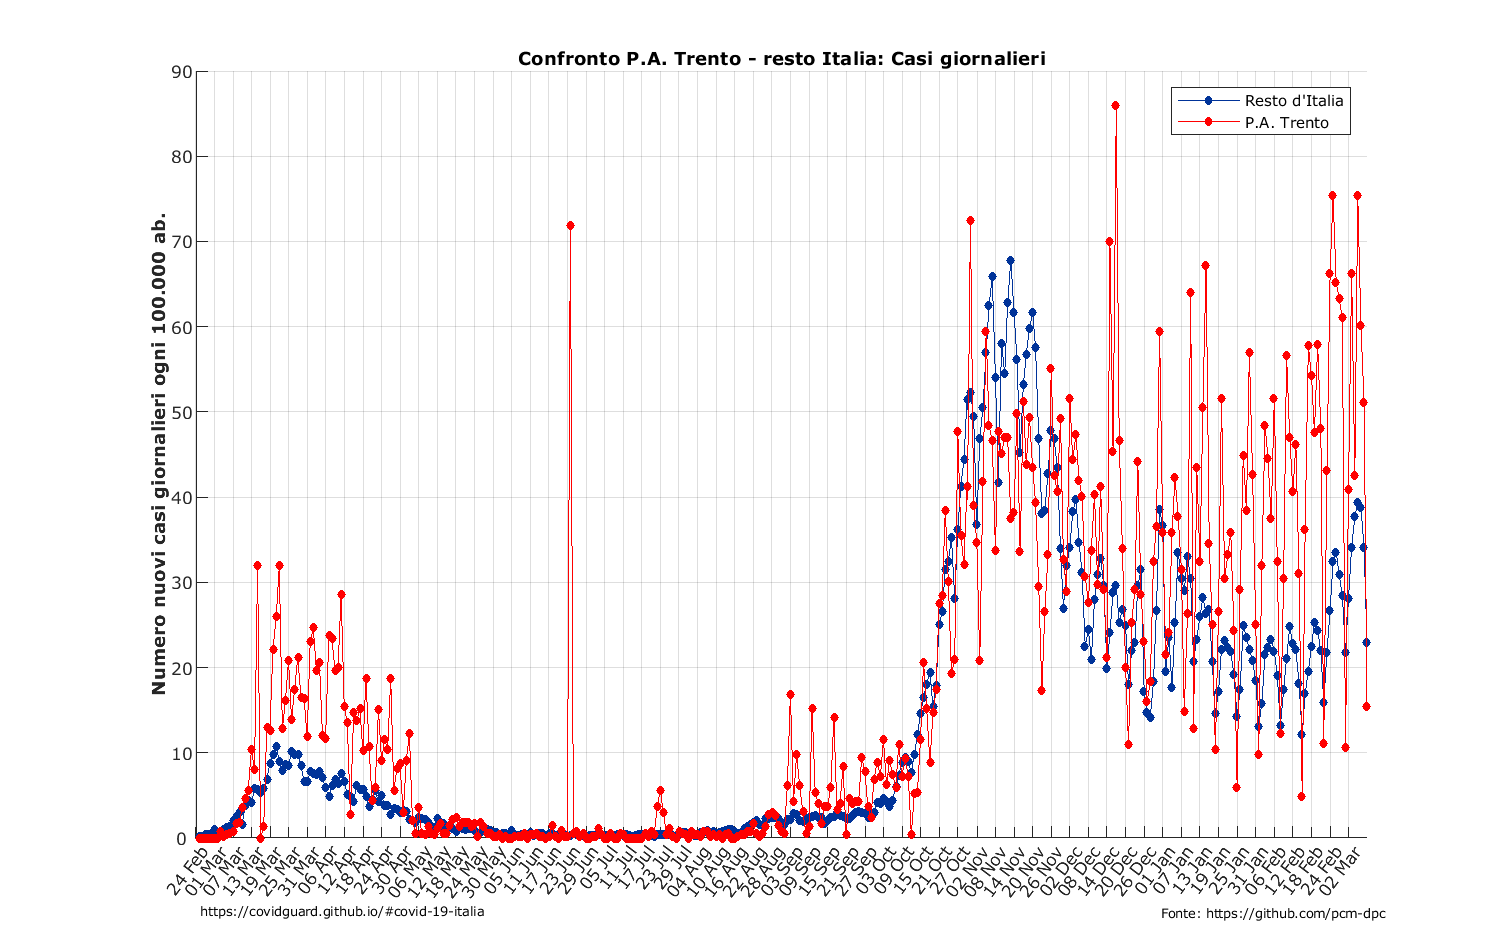 Confronto P.A. Trento - resto Italia: Casi giornalieri
Resto d'Italia
P.A. Trento
Numero nuovi casi giornalieri ogni 100.000 ab.
90
80
70
60
50
40
30
20
10
0
24 Feb
01 Mar
07 Mar
13 Mar
19 Mar
25 Mar
31 Mar
06 Apr
12 Apr
18 Apr
24 Apr
30 Apr
06 May
12 May
18 May
24 May
30 May
05 Jun
11 Jun
17 Jun
23 Jun
29 Jun
05 Jul
11 Jul
17 Jul
23 Jul
29 Jul
04 Aug
10 Aug
16 Aug
22 Aug
28 Aug
03 Sep
09 Sep
15 Sep
21 Sep
27 Sep
03 Oct
09 Oct
15 Oct
21 Oct
27 Oct
02 Nov
08 Nov
14 Nov
20 Nov
26 Nov
02 Dec
08 Dec
14 Dec
20 Dec
26 Dec
01 Jan
07 Jan
13 Jan
19 Jan
25 Jan
31 Jan
06 Feb
12 Feb
18 Feb
24 Feb
02 Mar
https://covidguard.github.io/#covid-19-italia
Fonte: https://github.com/pcm-dpc